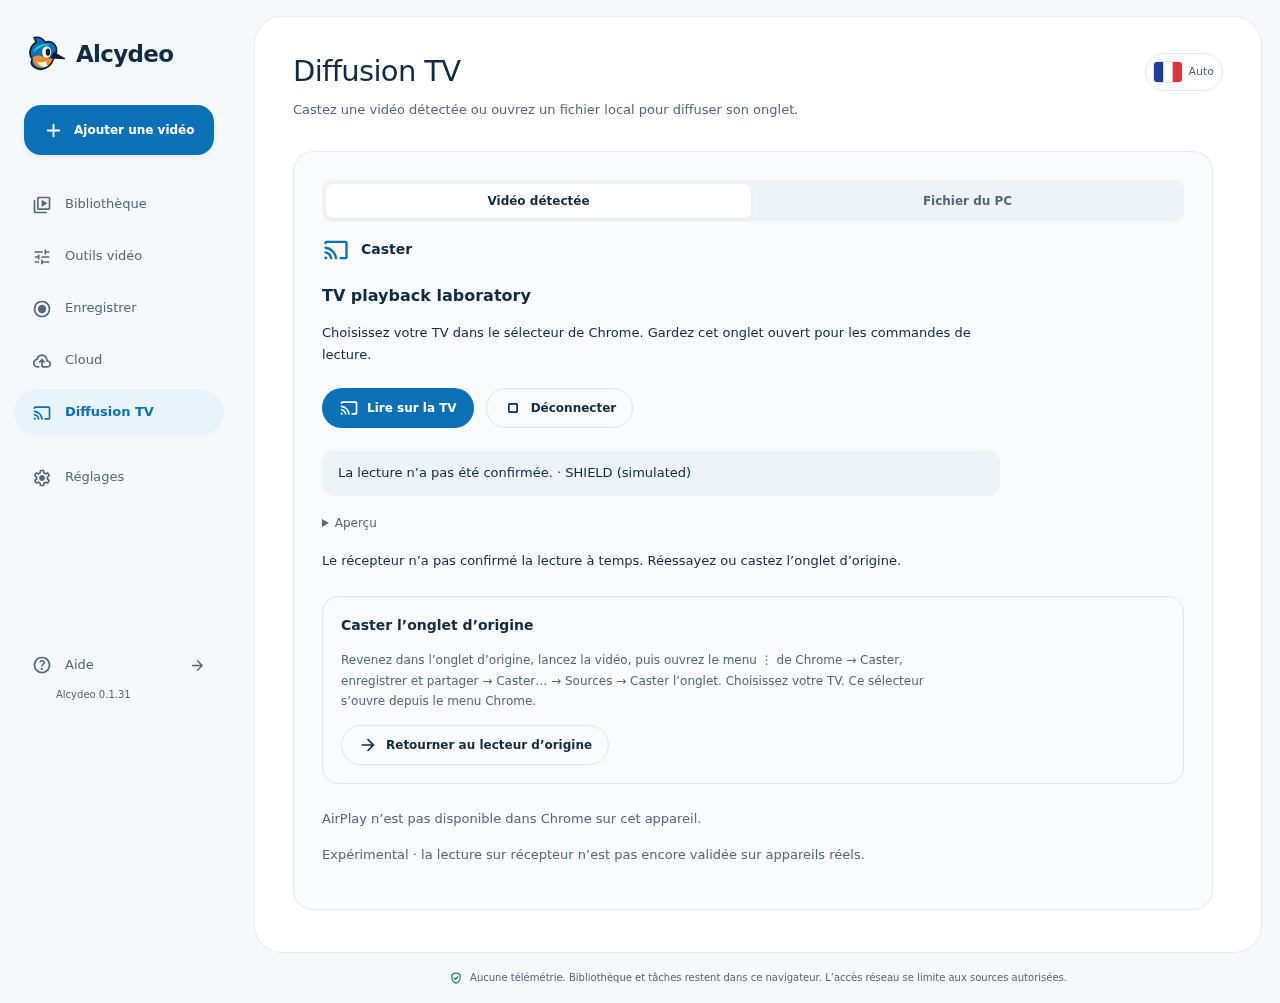 Alcydeo
Ajouter une vidéo
Bibliothèque
Outils vidéo
Enregistrer
Cloud
Diffusion TV
Réglages
Aide
Alcydeo 0.1.31
Diffusion TV
Auto
Castez une vidéo détectée ou ouvrez un fichier local pour diffuser son onglet.
Vidéo détectée
Fichier du PC
Caster
TV playback laboratory
Choisissez votre TV dans le sélecteur de Chrome. Gardez cet onglet ouvert pour les commandes de
lecture.
Lire sur la TV
Déconnecter
La lecture n’a pas été confirmée. · SHIELD (simulated)
Aperçu
Le récepteur n’a pas confirmé la lecture à temps. Réessayez ou castez l’onglet d’origine.
Caster l’onglet d’origine
Revenez dans l’onglet d’origine, lancez la vidéo, puis ouvrez le menu ⋮ de Chrome → Caster,
enregistrer et partager → Caster… → Sources → Caster l’onglet. Choisissez votre TV. Ce sélecteur
s’ouvre depuis le menu Chrome.
Retourner au lecteur d’origine
AirPlay n’est pas disponible dans Chrome sur cet appareil.
Expérimental · la lecture sur récepteur n’est pas encore validée sur appareils réels.
Aucune télémétrie. Bibliothèque et tâches restent dans ce navigateur. L’accès réseau se limite aux sources autorisées.